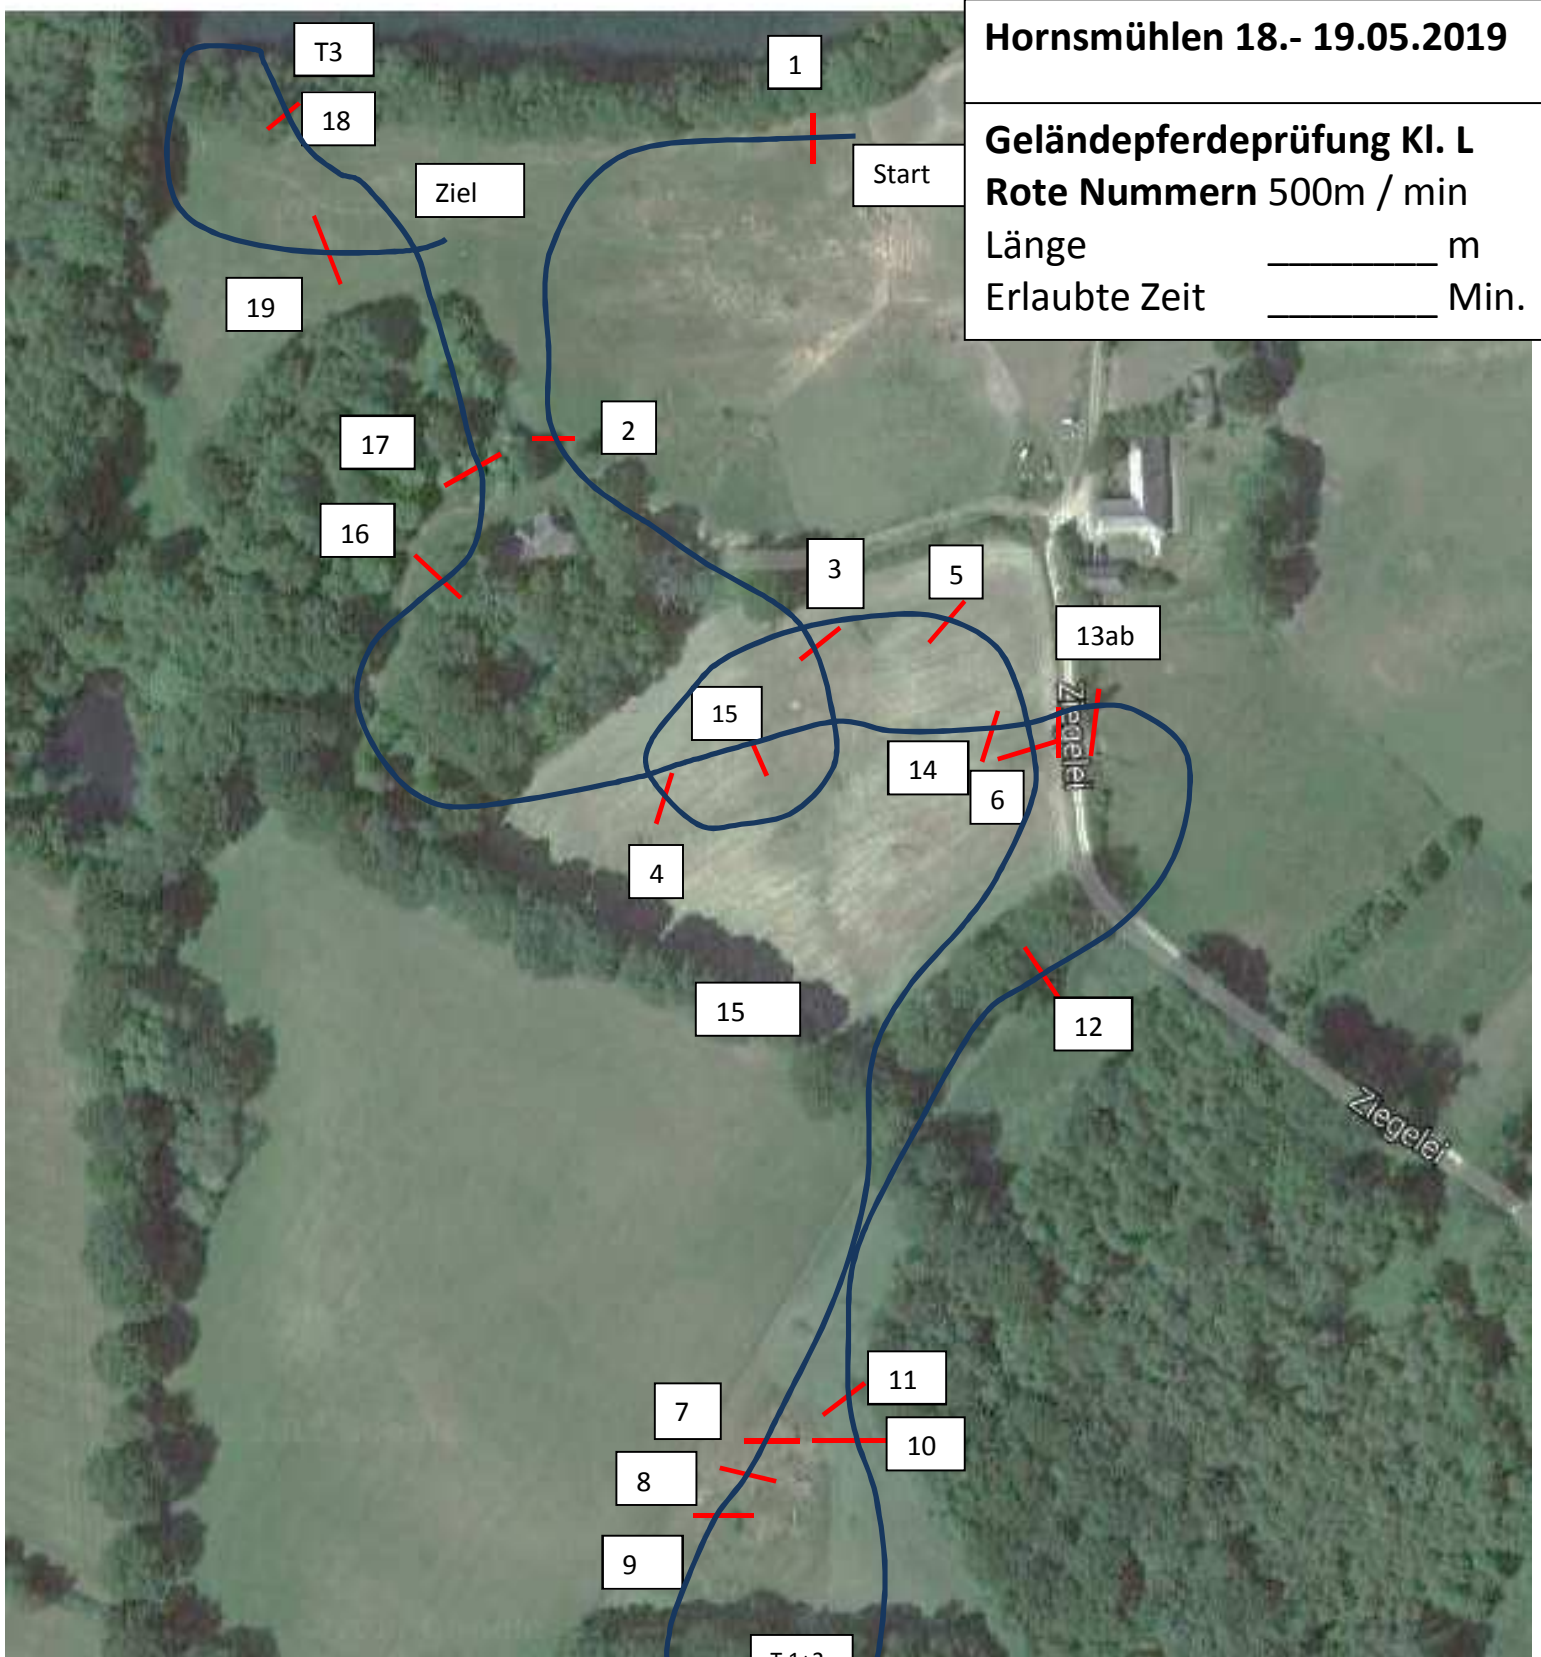 Hornsmühlen 18.- 19.05.2019
Geländepferdeprüfung Kl. L
Rote Nummern 500m / min
Länge ________ m
Erlaubte Zeit ________ Min.
T3
1
18
Start
Ziel
19
2
17
16
3
5
13ab
15
14
6
4
15
12
Ziegelei
Ziegelei
11
7
10
8
9